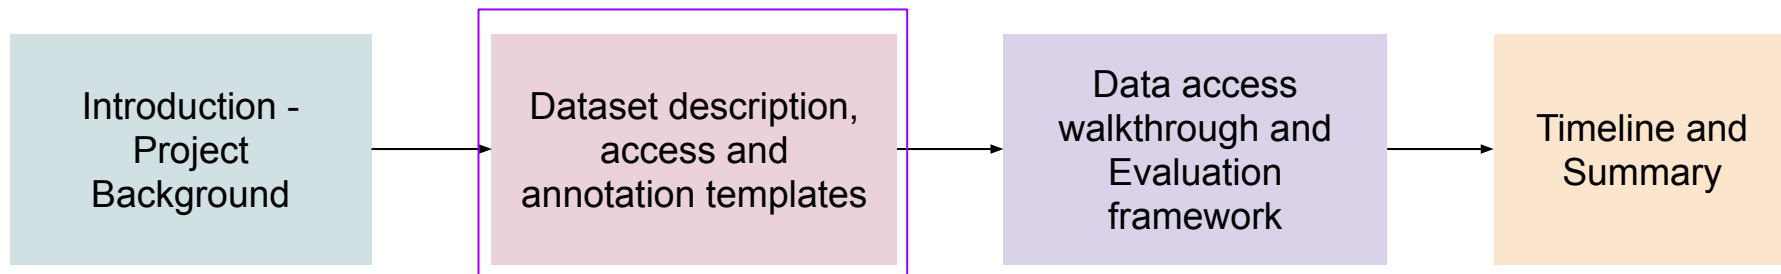 Introduction -
Project
Background
Dataset description,
access and
annotation templates
Data access
walkthrough and
Evaluation
framework
Timeline and
Summary